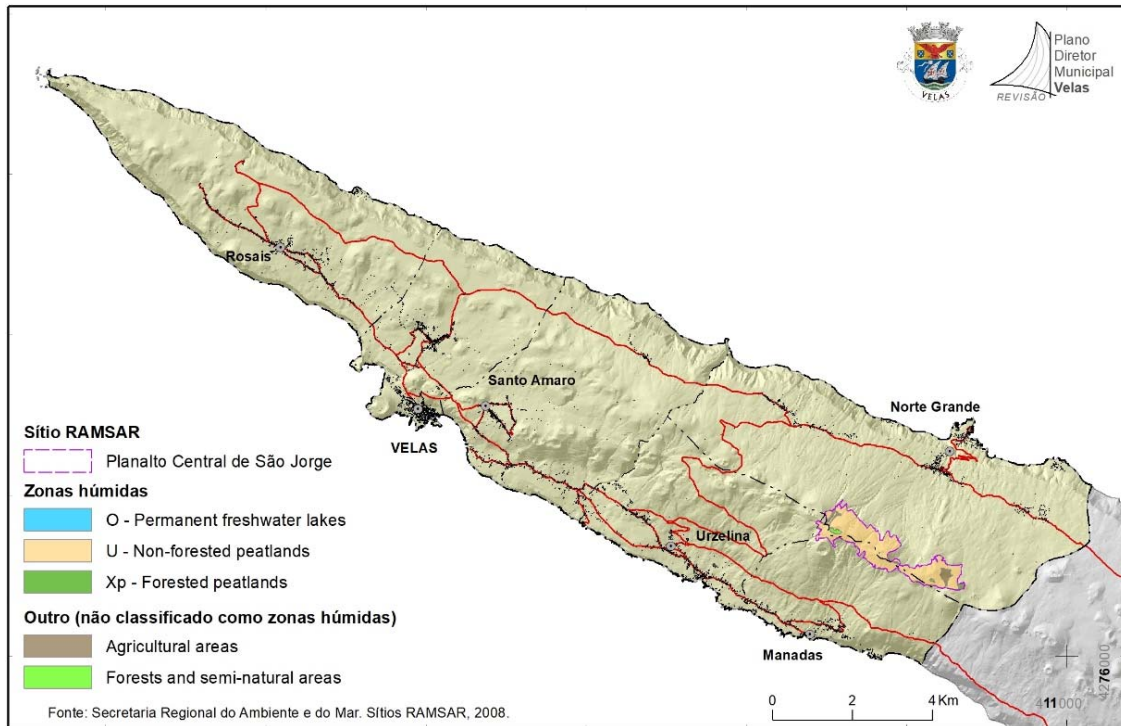 VELAS
Plano
Diretor
Municipal
Velas
REVISÃO
Rosais
Santo Amaro
VELAS
Norte Grande
Urzelina
Manadas
Sítio RAMSAR
Planalto Central de São Jorge
Zonas húmidas
O - Permanent freshwater lakes
U - Non-forested peatlands
Xp - Forested peatlands
Outro (não classificado como zonas húmidas)
Agricultural areas
Forests and semi-natural areas
Fonte: Secretaria Regional do Ambiente e do Mar. Sítios RAMSAR, 2008.
0 2 4 Km
411000
4276000